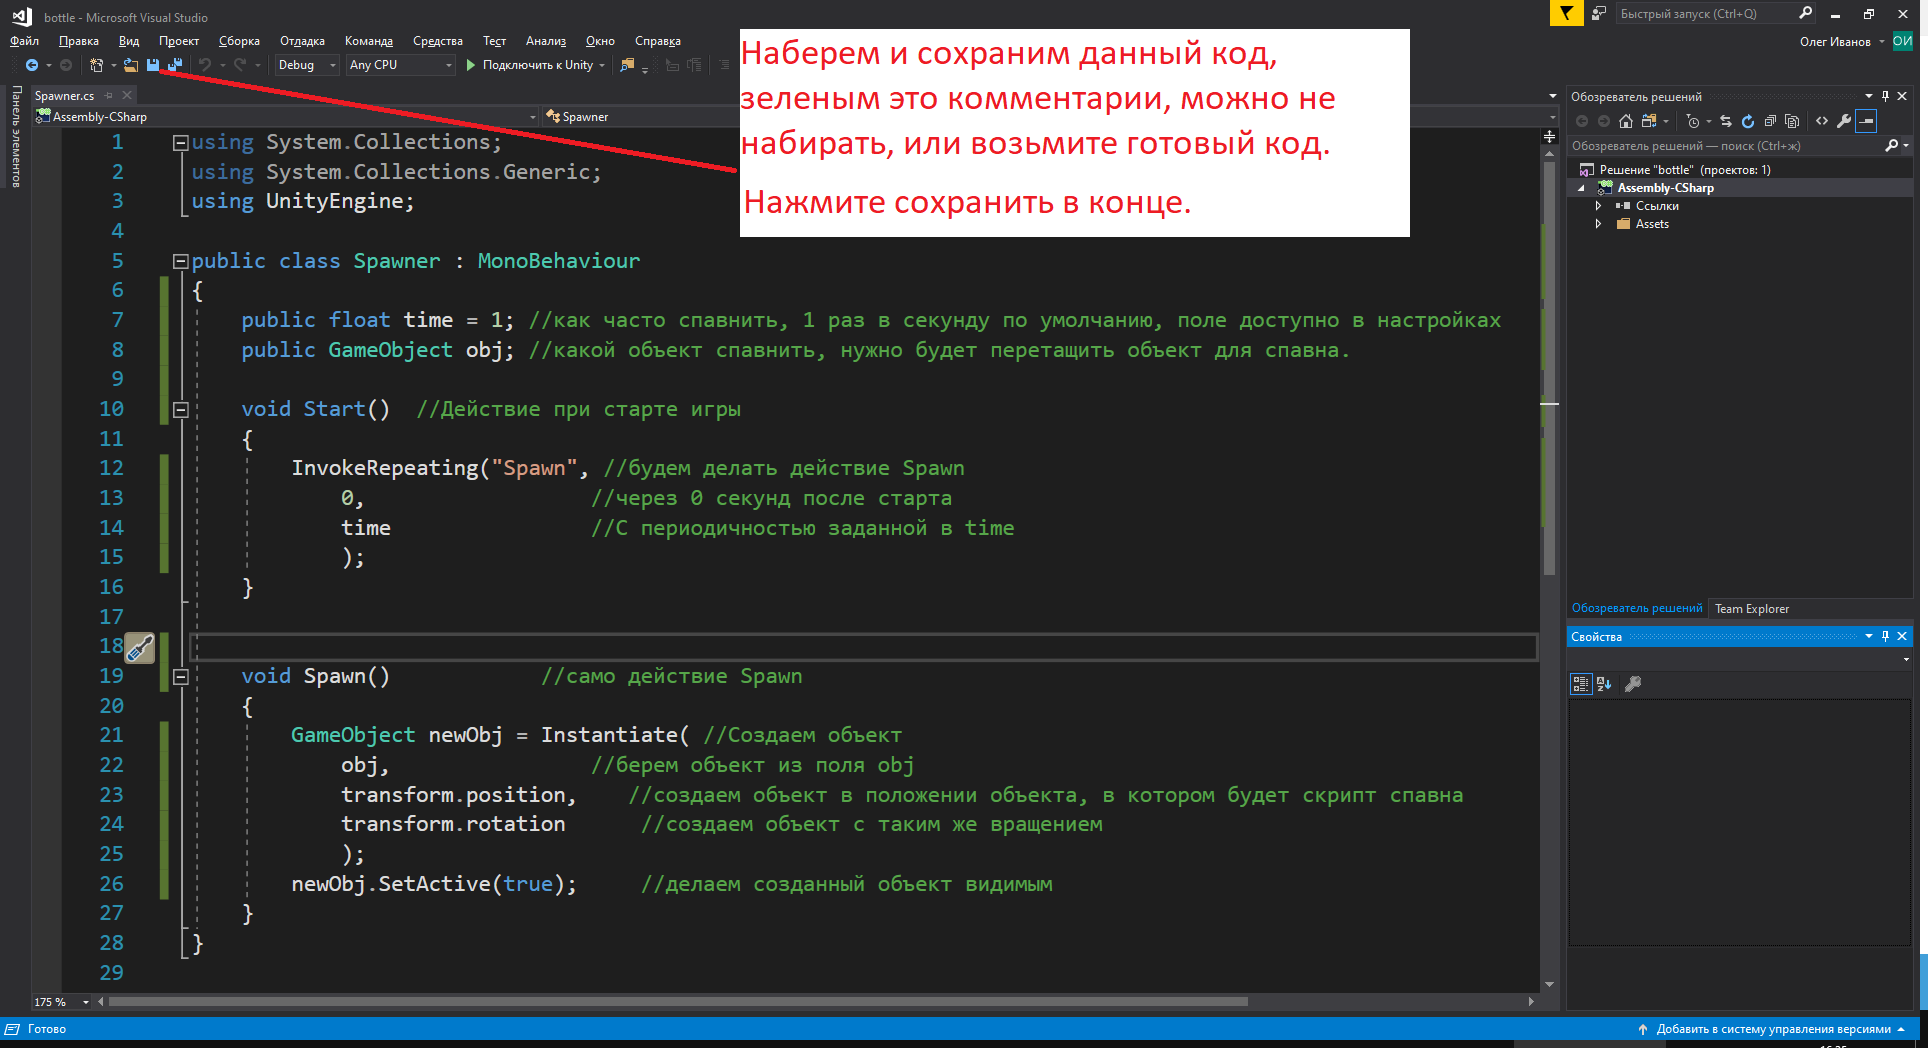 bottle - Microsoft Visual Studio
Быстрый запуск (Ctrl+Q)
Файл Правка Вид Проект Сборка Отладка Команда Средства Тест Анализ Окно Справка
Олег Иванов ОИ
Debug Any CPU Подключить к Unity
Наберем и сохраним данный код,
зеленым это комментарии, можно не
набирать, или возьмите готовый код.
Нажмите сохранить в конце.
Панель элементов
Spawner.cs
Assembly-CSharp Spawner
1 using System.Collections;
2 using System.Collections.Generic;
3 using UnityEngine;
4
5 public class Spawner : MonoBehaviour
6 {
7 public float time = 1; //как часто спавнить, 1 раз в секунду по умолчанию, поле доступно в настройках
8 public GameObject obj; //какой объект спавнить, нужно будет перетащить объект для спавна.
9
10 void Start() //Действие при старте игры
11 {
12 InvokeRepeating("Spawn", //будем делать действие Spawn
13 0, //через 0 секунд после старта
14 time //С периодичностью заданной в time
15 );
16 }
17
18
19 void Spawn() //само действие Spawn
20 {
21 GameObject newObj = Instantiate( //Создаем объект
22 obj, //берем объект из поля obj
23 transform.position, //создаем объект в положении объекта, в котором будет скрипт спавна
24 transform.rotation //создаем объект с таким же вращением
25 );
26 newObj.SetActive(true); //делаем созданный объект видимым
27 }
28 }
29
175 %
Обозреватель решений
Обозреватель решений — поиск (Ctrl+ж)
Решение "bottle" (проектов: 1)
Assembly-CSharp
Ссылки
Assets
Обозреватель решений Team Explorer
Свойства
Готово
Добавить в систему управления версиями